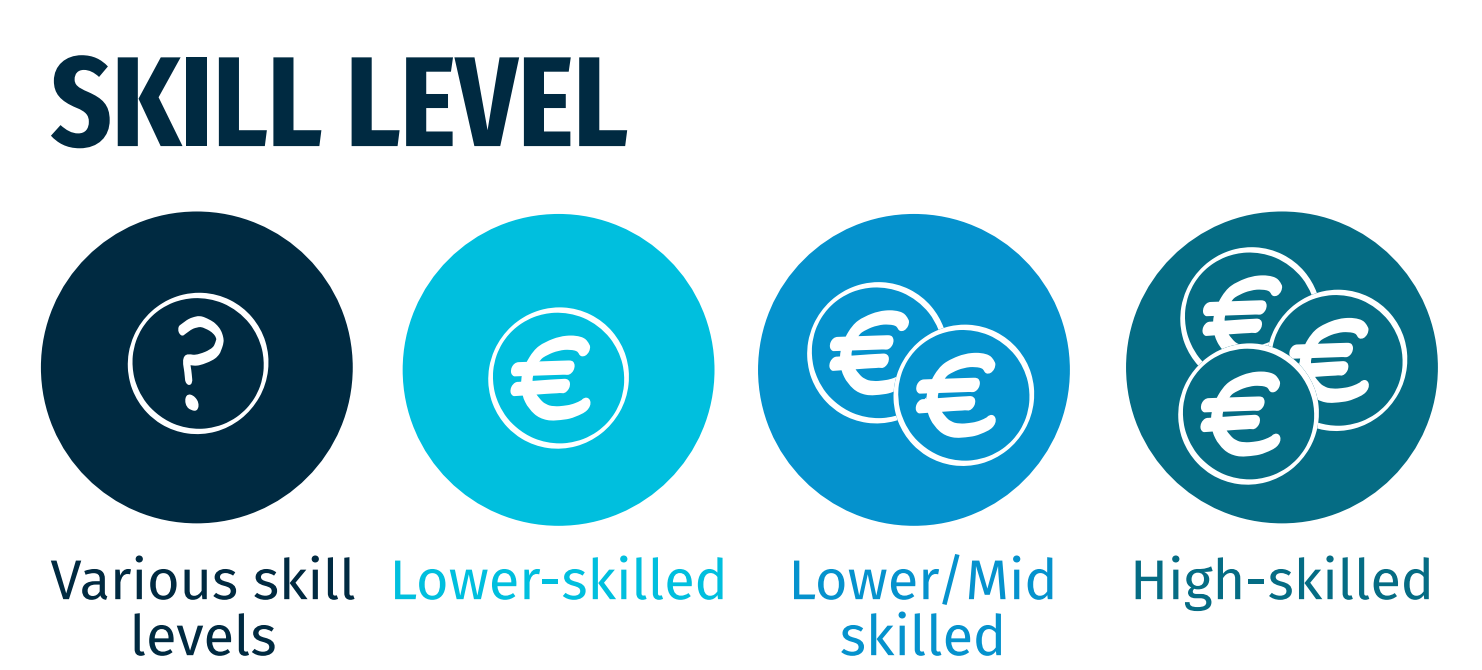 SKILL LEVEL
?
€
€ €
€ € €
Various skill levels
Lower-skilled
Lower/Mid skilled
High-skilled